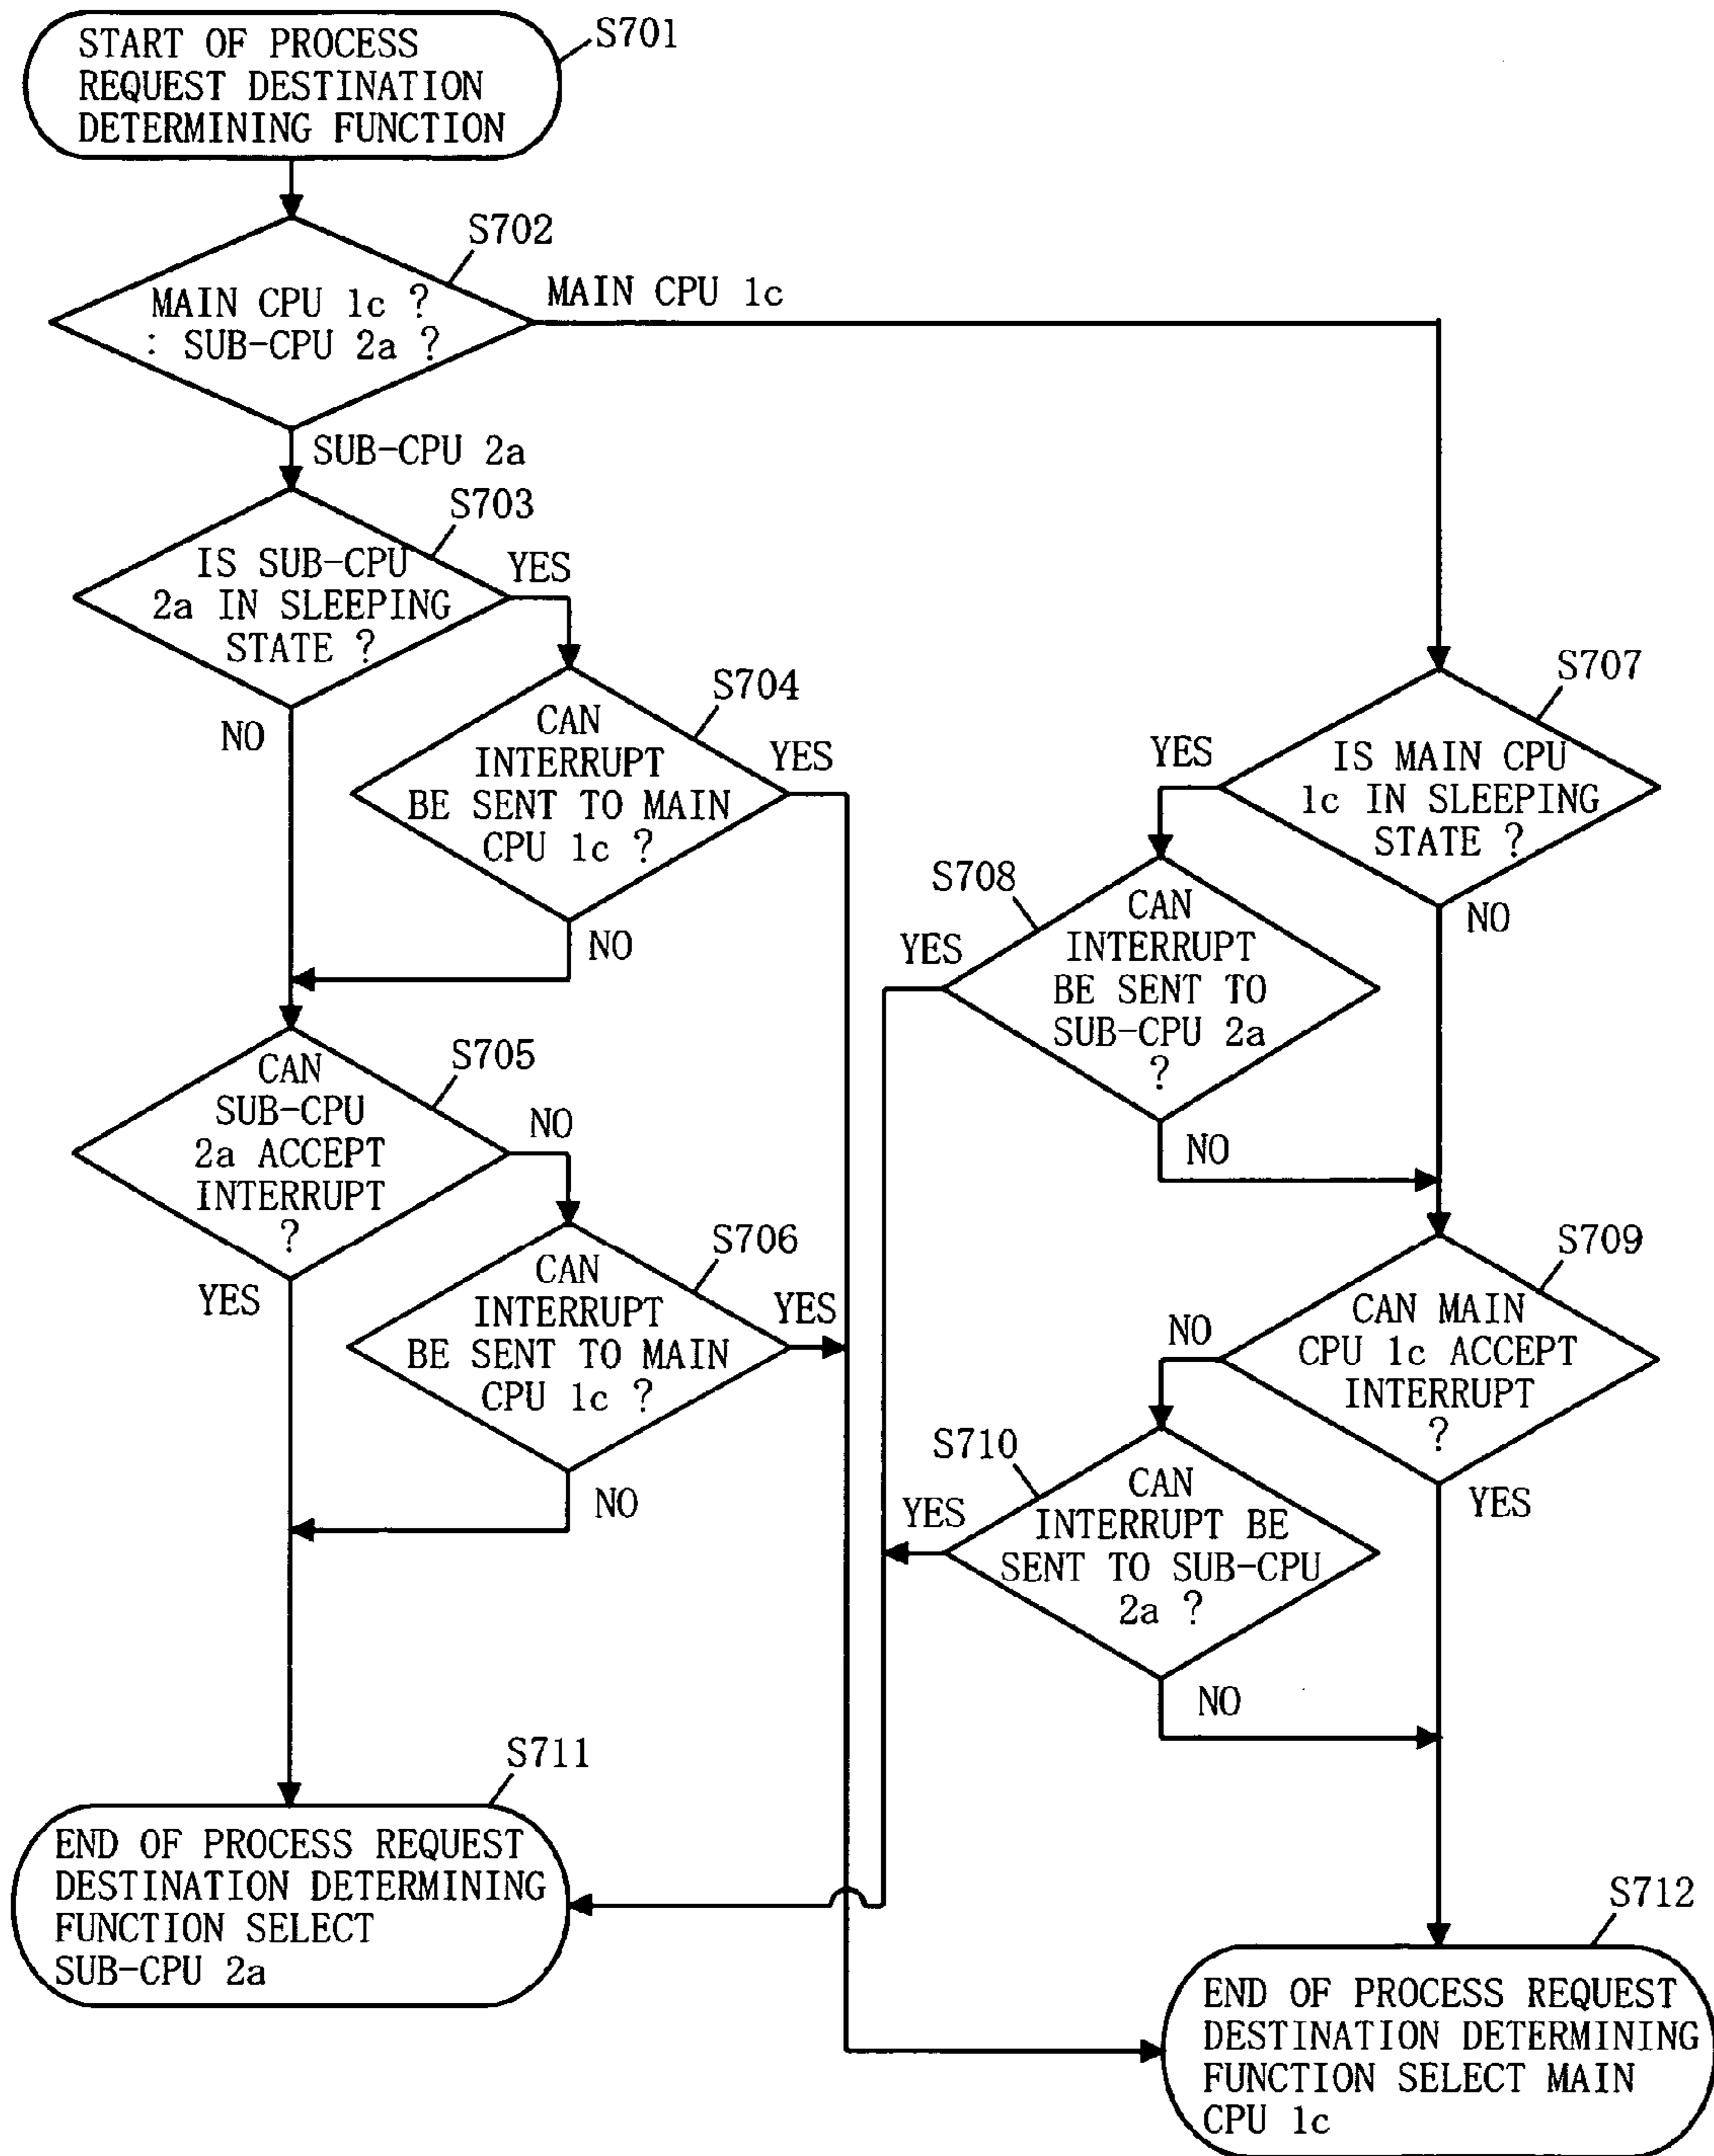 START OF PROCESS
REQUEST DESTINATION
DETERMINING FUNCTION
S701
S702
MAIN CPU 1c ?
: SUB-CPU 2a ?
MAIN CPU 1c
SUB-CPU 2a
S703
IS SUB-CPU
2a IN SLEEPING
STATE ?
YES
NO
S704
CAN
INTERRUPT
BE SENT TO MAIN
CPU 1c ?
YES
NO
S705
CAN
SUB-CPU
2a ACCEPT
INTERRUPT
?
NO
YES
S706
CAN
INTERRUPT
BE SENT TO MAIN
CPU 1c ?
YES
NO
S707
IS MAIN CPU
1c IN SLEEPING
STATE ?
YES
NO
S708
CAN
INTERRUPT
BE SENT TO
SUB-CPU 2a
?
YES
NO
S709
CAN MAIN
CPU 1c ACCEPT
INTERRUPT
?
NO
YES
S710
CAN
INTERRUPT BE
SENT TO SUB-CPU
2a ?
YES
NO
S711
END OF PROCESS REQUEST
DESTINATION DETERMINING
FUNCTION SELECT
SUB-CPU 2a
S712
END OF PROCESS REQUEST
DESTINATION DETERMINING
FUNCTION SELECT MAIN
CPU 1c